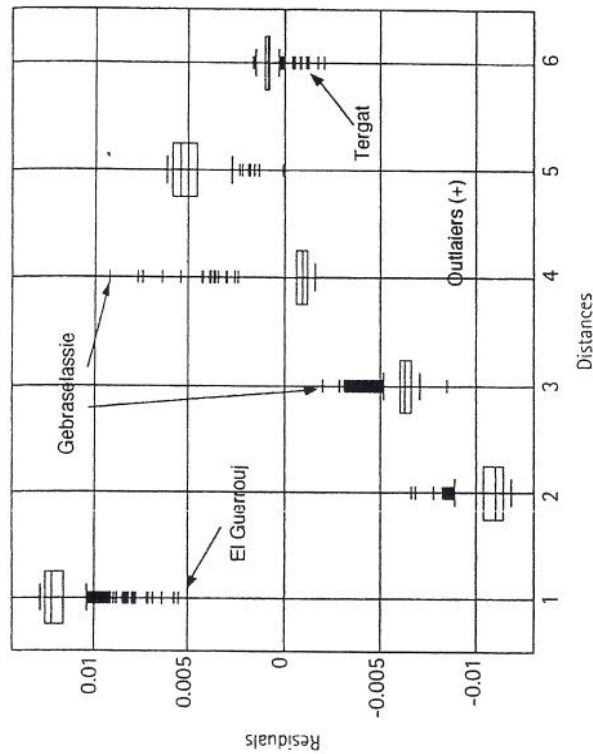 0.01
0.005
0
-0.005
-0.01
Residuals
1
2
3
4
5
6
Distances
El Guerrouj
Gebraselassie
Tergat
Outlaiers (+)